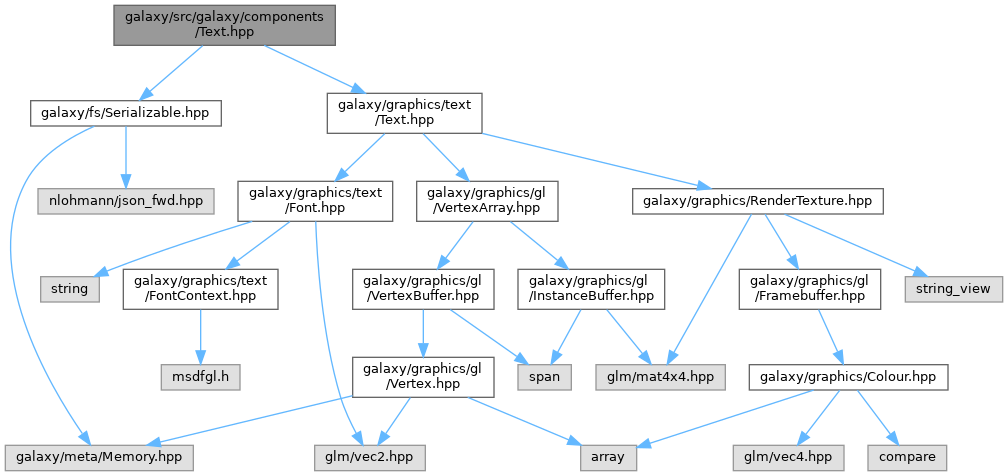 galaxy/src/galaxy/components
/Text.hpp
galaxy/fs/Serializable.hpp
galaxy/graphics/text
/Text.hpp
nlohmann/json_fwd.hpp
galaxy/graphics/text
/Font.hpp
galaxy/graphics/gl
/VertexArray.hpp
galaxy/graphics/RenderTexture.hpp
string
galaxy/graphics/text
/FontContext.hpp
galaxy/graphics/gl
/VertexBuffer.hpp
galaxy/graphics/gl
/InstanceBuffer.hpp
galaxy/graphics/gl
/Framebuffer.hpp
string_view
msdfgl.h
galaxy/graphics/gl
/Vertex.hpp
span
glm/mat4x4.hpp
galaxy/graphics/Colour.hpp
galaxy/meta/Memory.hpp
glm/vec2.hpp
array
glm/vec4.hpp
compare